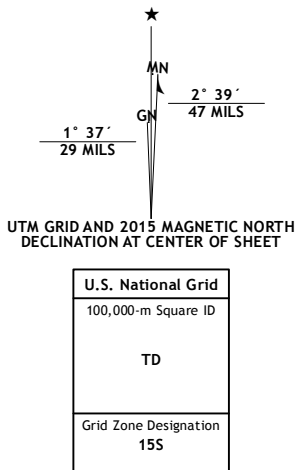 ★
MN
GN
2° 39´
47 MILS
1° 37´
29 MILS
UTM GRID AND 2015 MAGNETIC NORTH
DECLINATION AT CENTER OF SHEET
U.S. National Grid
100,000-m Square ID
TD
Grid Zone Designation
15S